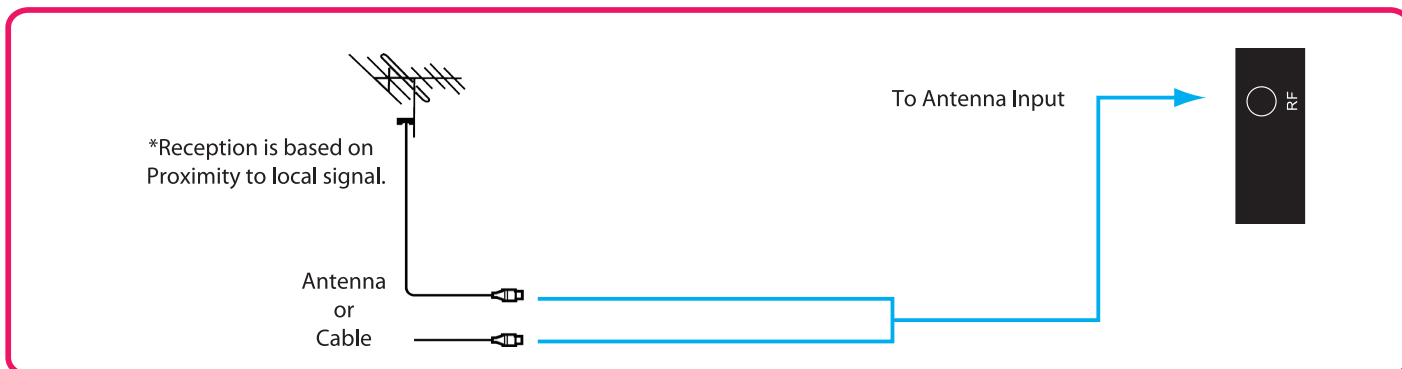 *Reception is based on
Proximity to local signal.
Antenna
or
Cable
To Antenna Input
RF